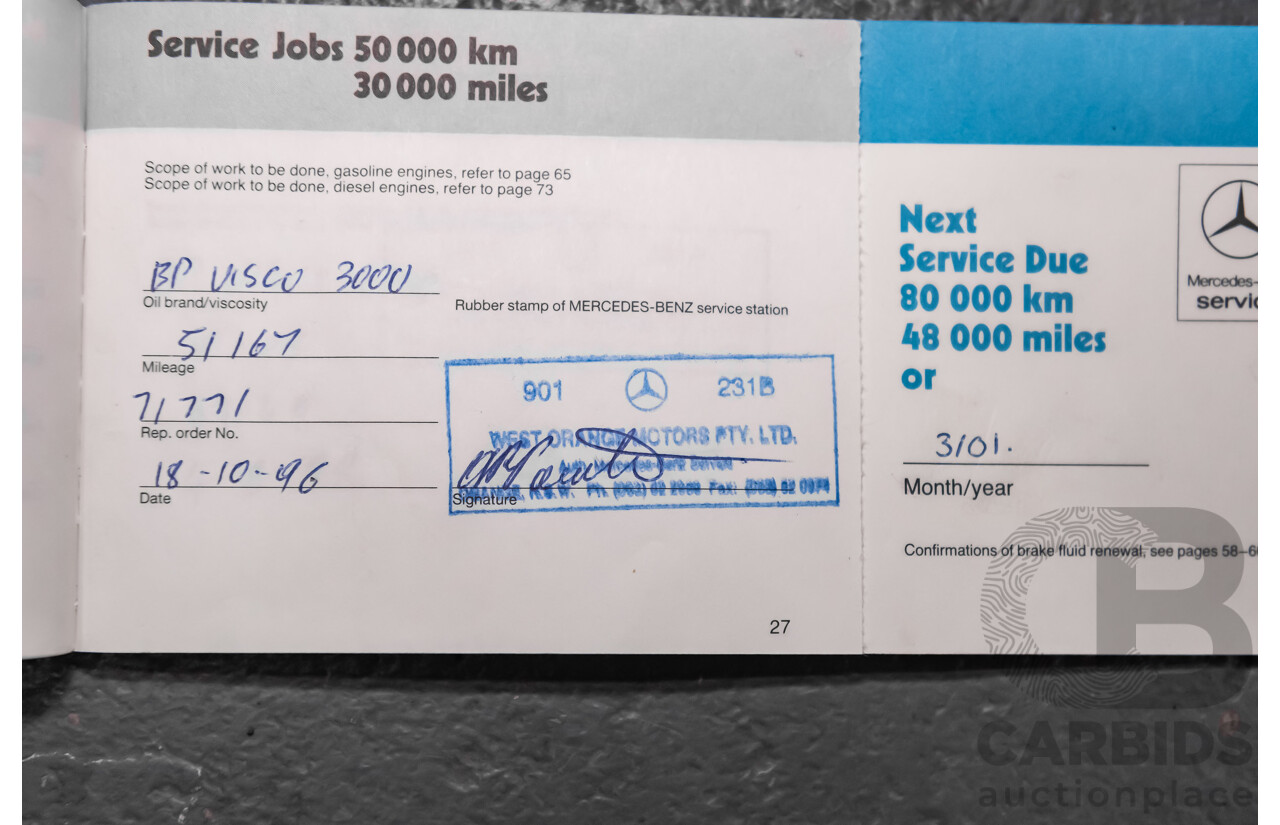 Service Jobs 50 000 km
30 000 miles
Scope of work to be done, gasoline engines, refer to page 65
Scope of work to be done, diesel engines, refer to page 73
BP VISCO 3000
Oil brand/viscosity
Rubber stamp of MERCEDES-BENZ service station
51167
Mileage
71771
Rep. order No.
18-10-96
Date
901 231B
WEST ORANGE MOTORS PTY. LTD.
Signature
27
Next
Service Due
80 000 km
48 000 miles
or
3/01.
Month/year
Confirmations of brake fluid renewal, see pages 58–6
Mercedes-
servic
CARBIDS
auctionplace